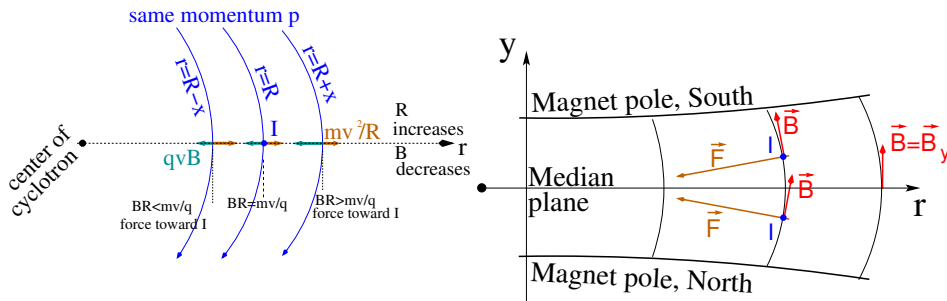 same momentum p
r=R−x
r=R
r=R+x
I
mv²/R
R
increases
r
B
decreases
qvB
center of
cyclotron
BR<mv/q
force toward I
BR=mv/q
BR>mv/q
force toward I
y
Magnet pole, South
B
I
F
B=B_y
Median
plane
B
r
F
I
Magnet pole, North